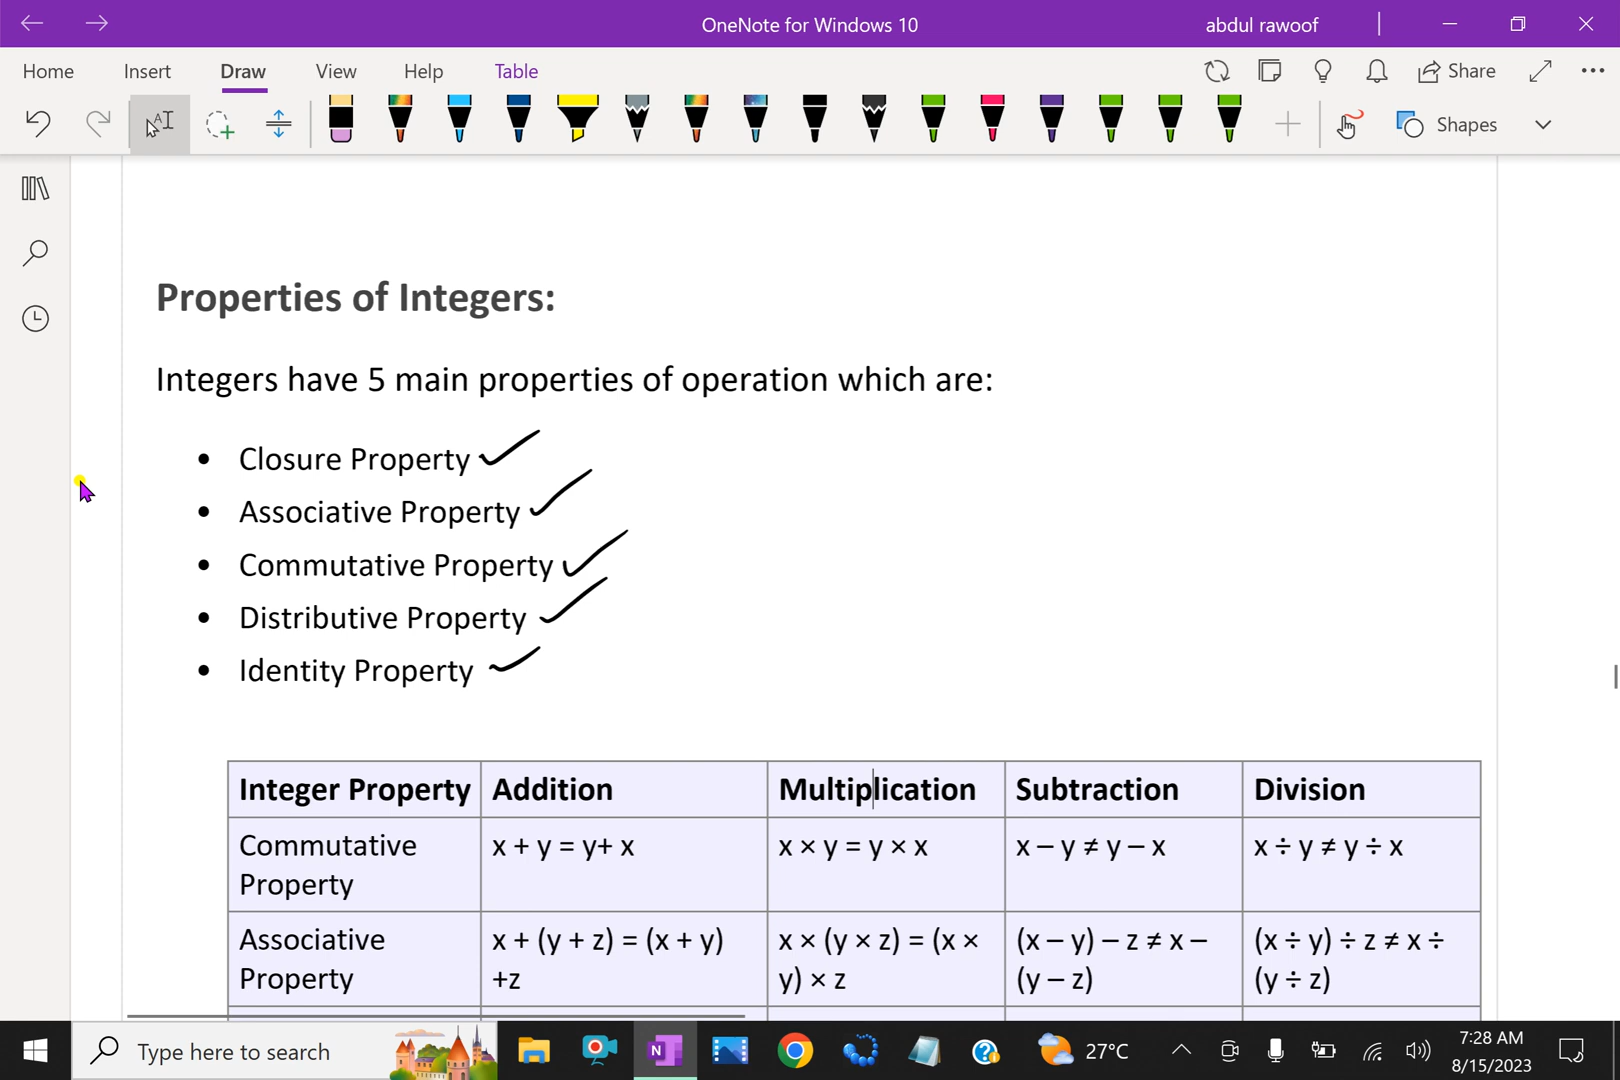 OneNote for Windows 10
abdul rawoof
Home
Insert
Draw
View
Help
Table
Share
Shapes
Properties of Integers:
Integers have 5 main properties of operation which are:
• Closure Property
• Associative Property
• Commutative Property
• Distributive Property
• Identity Property
Integer Property Addition Multiplication Subtraction Division
Commutative
Property
x + y = y+ x
x × y = y × x
x – y ≠ y – x
x ÷ y ≠ y ÷ x
Associative
Property
x + (y + z) = (x + y)
+z
x × (y × z) = (x ×
y) × z
(x – y) – z ≠ x –
(y – z)
(x ÷ y) ÷ z ≠ x ÷
(y ÷ z)
Type here to search
27°C
7:28 AM
8/15/2023